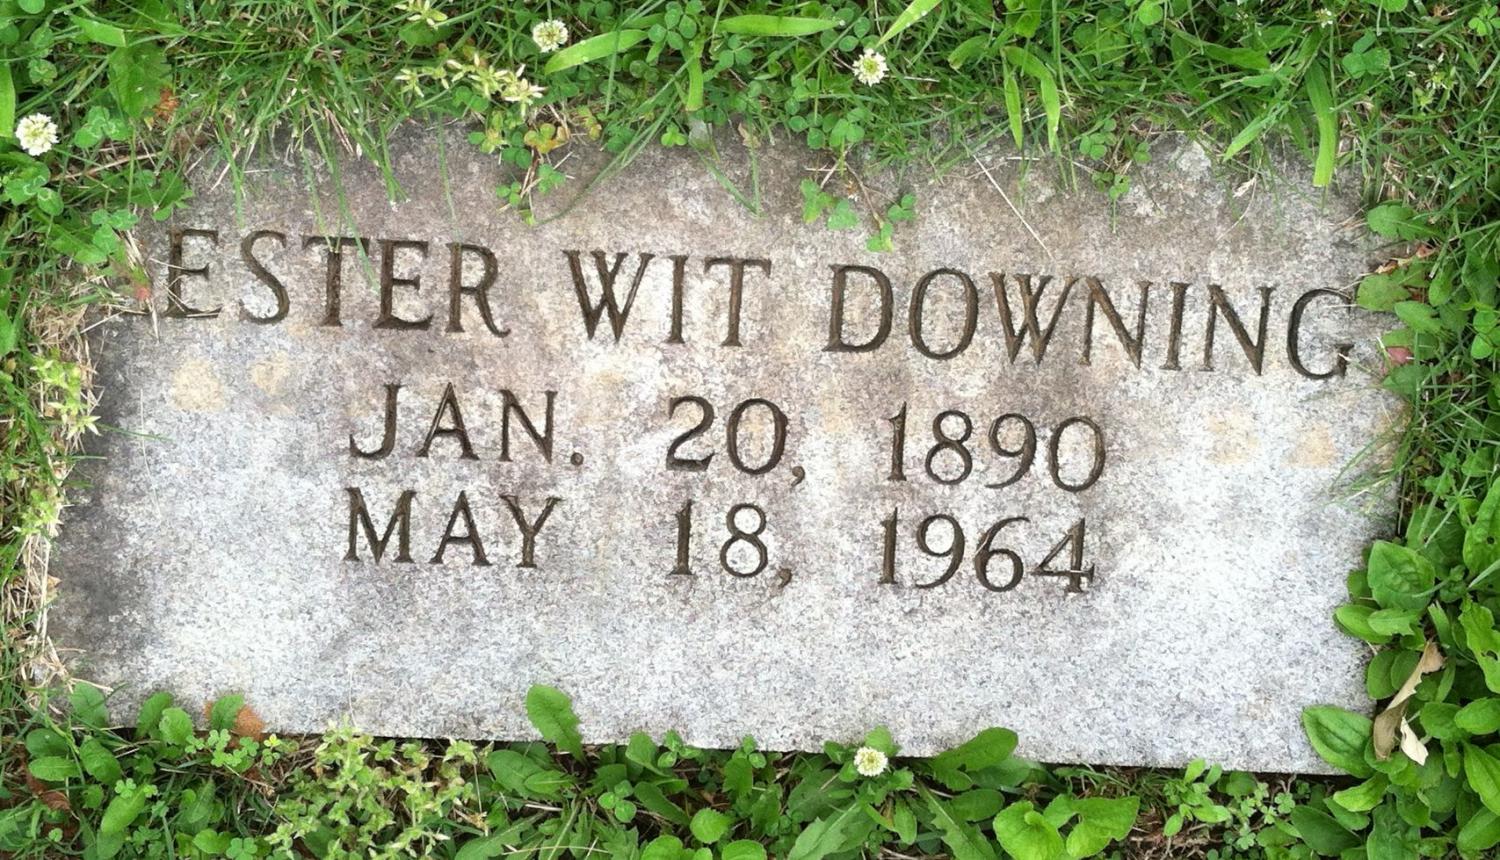 ESTER WIT DOWNING
JAN. 20, 1890
MAY 18, 1964